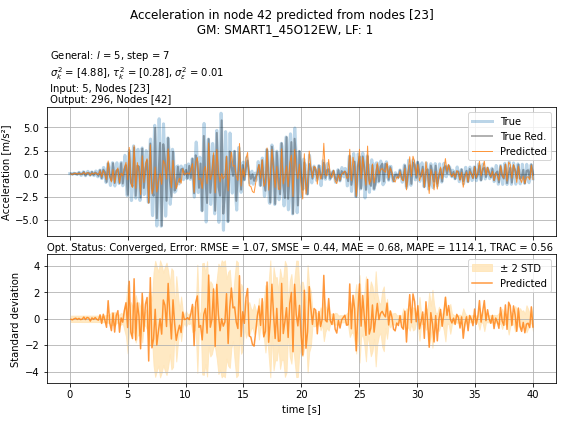 Acceleration in node 42 predicted from nodes [23]
GM: SMART1_45O12EW, LF: 1
General: l = 5, step = 7
σ²ₖ = [4.88], τ²ₖ = [0.28], σ²ε = 0.01
Input: 5, Nodes [23]
Output: 296, Nodes [42]
Acceleration [m/s²]
5.0
2.5
0.0
−2.5
−5.0
True
True Red.
Predicted
Opt. Status: Converged, Error: RMSE = 1.07, SMSE = 0.44, MAE = 0.68, MAPE = 1114.1, TRAC = 0.56
Standard deviation
4
2
0
−2
−4
± 2 STD
Predicted
0 5 10 15 20 25 30 35 40
time [s]